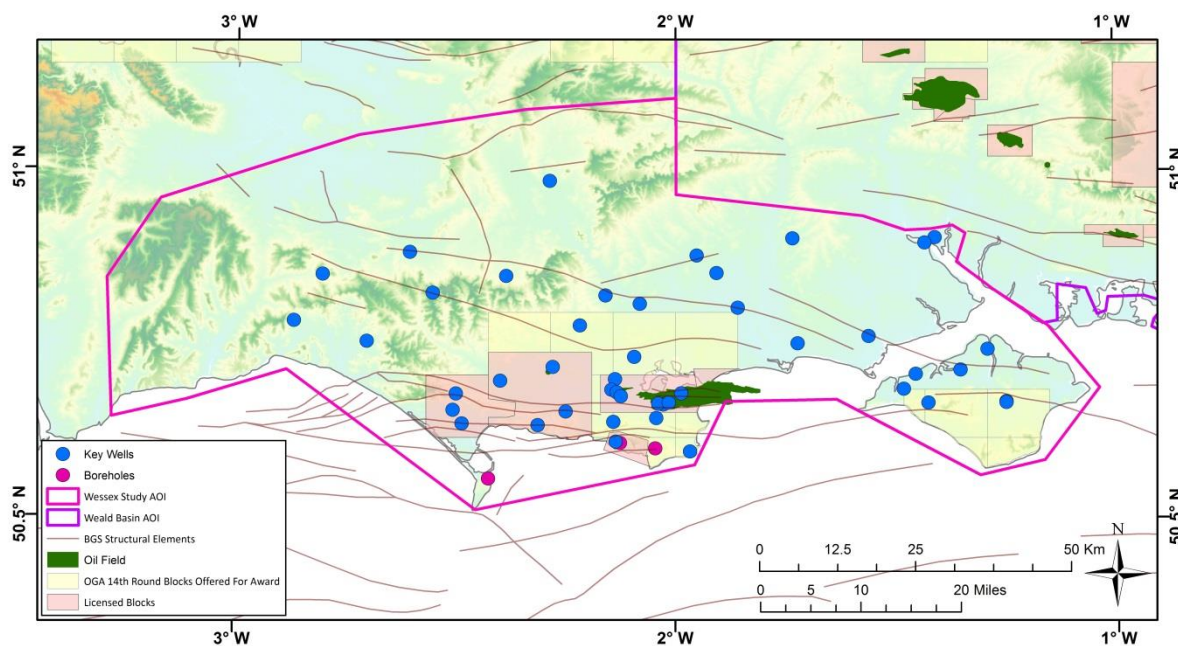 3° W 2° W 1° W
51° N 51° N
Key Wells
Boreholes
Wessex Study AOI
Weald Basin AOI
BGS Structural Elements
Oil Field
OGA 14th Round Blocks Offered For Award
Licensed Blocks
50.5° N 50.5° N
N
0 12.5 25 50 Km
0 5 10 20 Miles
3° W 2° W 1° W